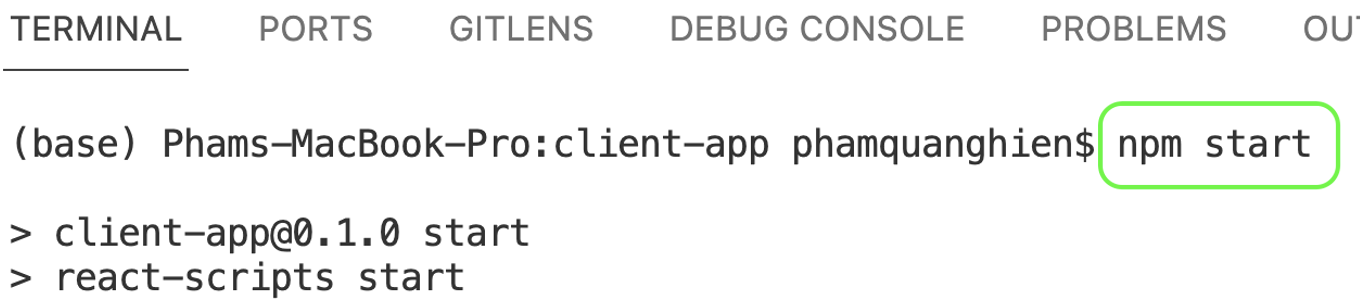 TERMINAL PORTS GITLENS DEBUG CONSOLE PROBLEMS
(base) Phams-MacBook-Pro:client-app phamquanghien$ npm start
> client-app@0.1.0 start
> react-scripts start